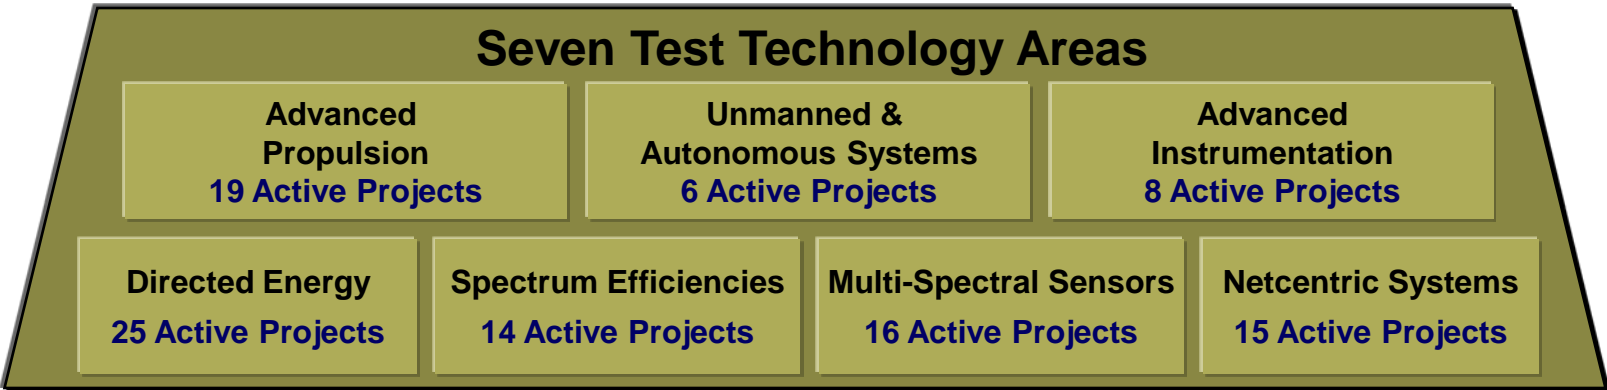 Seven Test Technology Areas
Advanced
Propulsion
19 Active Projects
Unmanned &
Autonomous Systems
6 Active Projects
Advanced
Instrumentation
8 Active Projects
Directed Energy
25 Active Projects
Spectrum Efficiencies
14 Active Projects
Multi-Spectral Sensors
16 Active Projects
Netcentric Systems
15 Active Projects